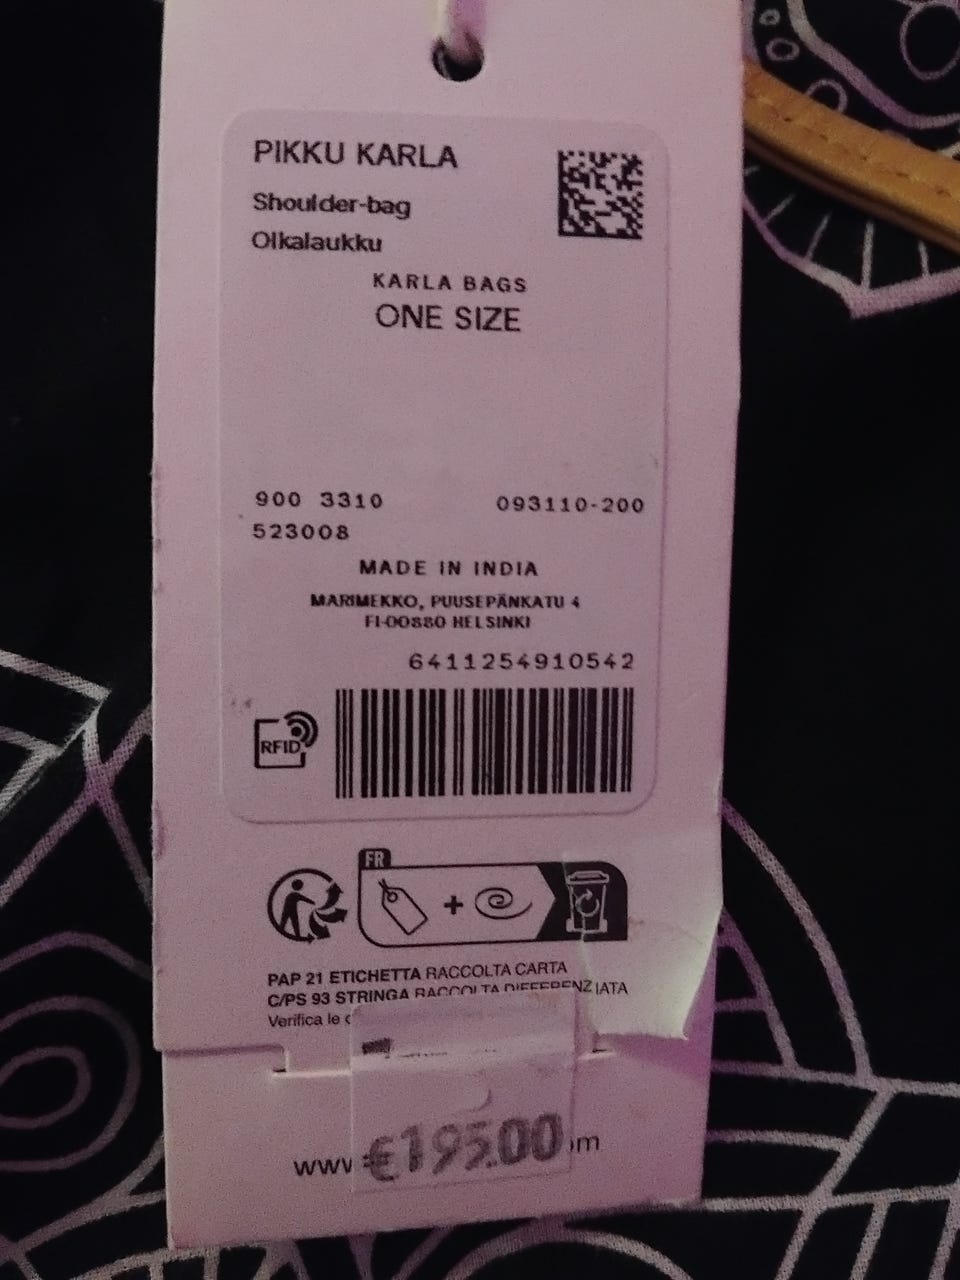 PIKKU KARLA
Shoulder-bag
Olkalaukku
KARLA BAGS
ONE SIZE
900 3310 093110-200
523008
MADE IN INDIA
MARIMEKKO, PUUSEPÄNKATU 4
FI-00880 HELSINKI
6411254910542
RFID
FR
PAP 21 ETICHETTA RACCOLTA CARTA
C/PS 93 STRINGA RACCOLTA DIFFERENZIATA
Verifica le
€195.00